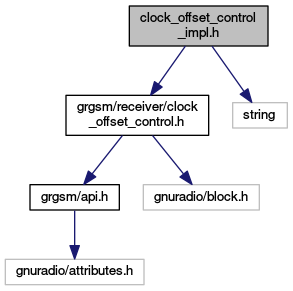 clock_offset_control
_impl.h
grgsm/receiver/clock
_offset_control.h
string
grgsm/api.h
gnuradio/block.h
gnuradio/attributes.h